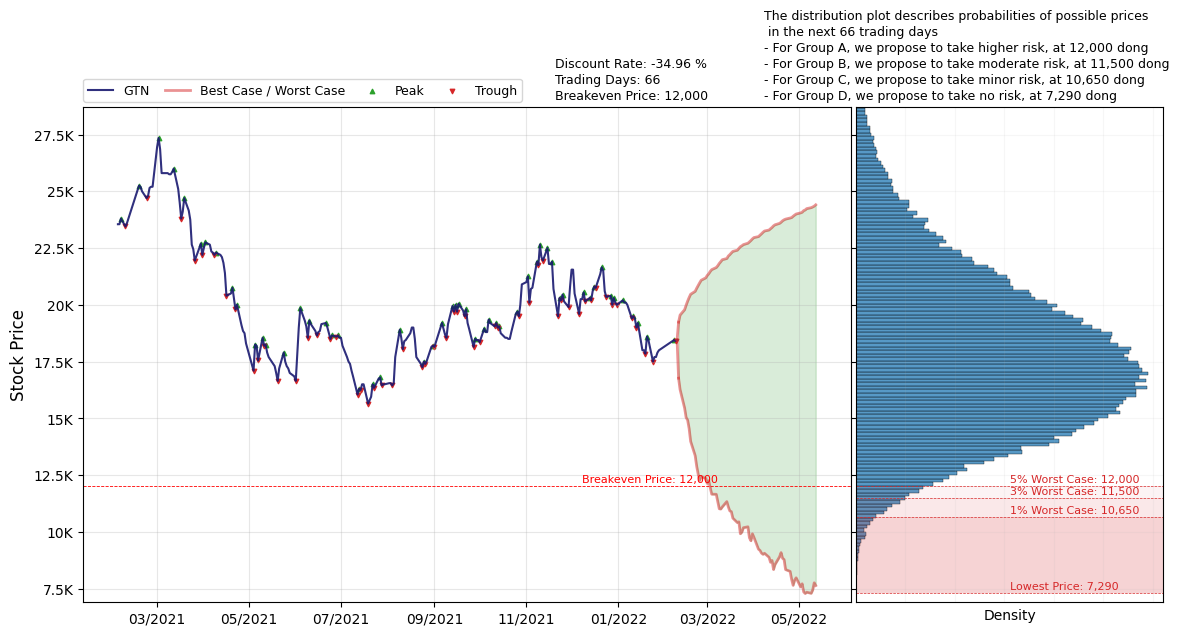 The distribution plot describes probabilities of possible prices
in the next 66 trading days
- For Group A, we propose to take higher risk, at 12,000 dong
- For Group B, we propose to take moderate risk, at 11,500 dong
- For Group C, we propose to take minor risk, at 10,650 dong
- For Group D, we propose to take no risk, at 7,290 dong
Discount Rate: -34.96 %
Trading Days: 66
Breakeven Price: 12,000
GTN Best Case / Worst Case Peak Trough
Stock Price
27.5K
25K
22.5K
20K
17.5K
15K
12.5K
10K
7.5K
Breakeven Price: 12,000
03/2021 05/2021 07/2021 09/2021 11/2021 01/2022 03/2022 05/2022
5% Worst Case: 12,000
3% Worst Case: 11,500
1% Worst Case: 10,650
Lowest Price: 7,290
Density